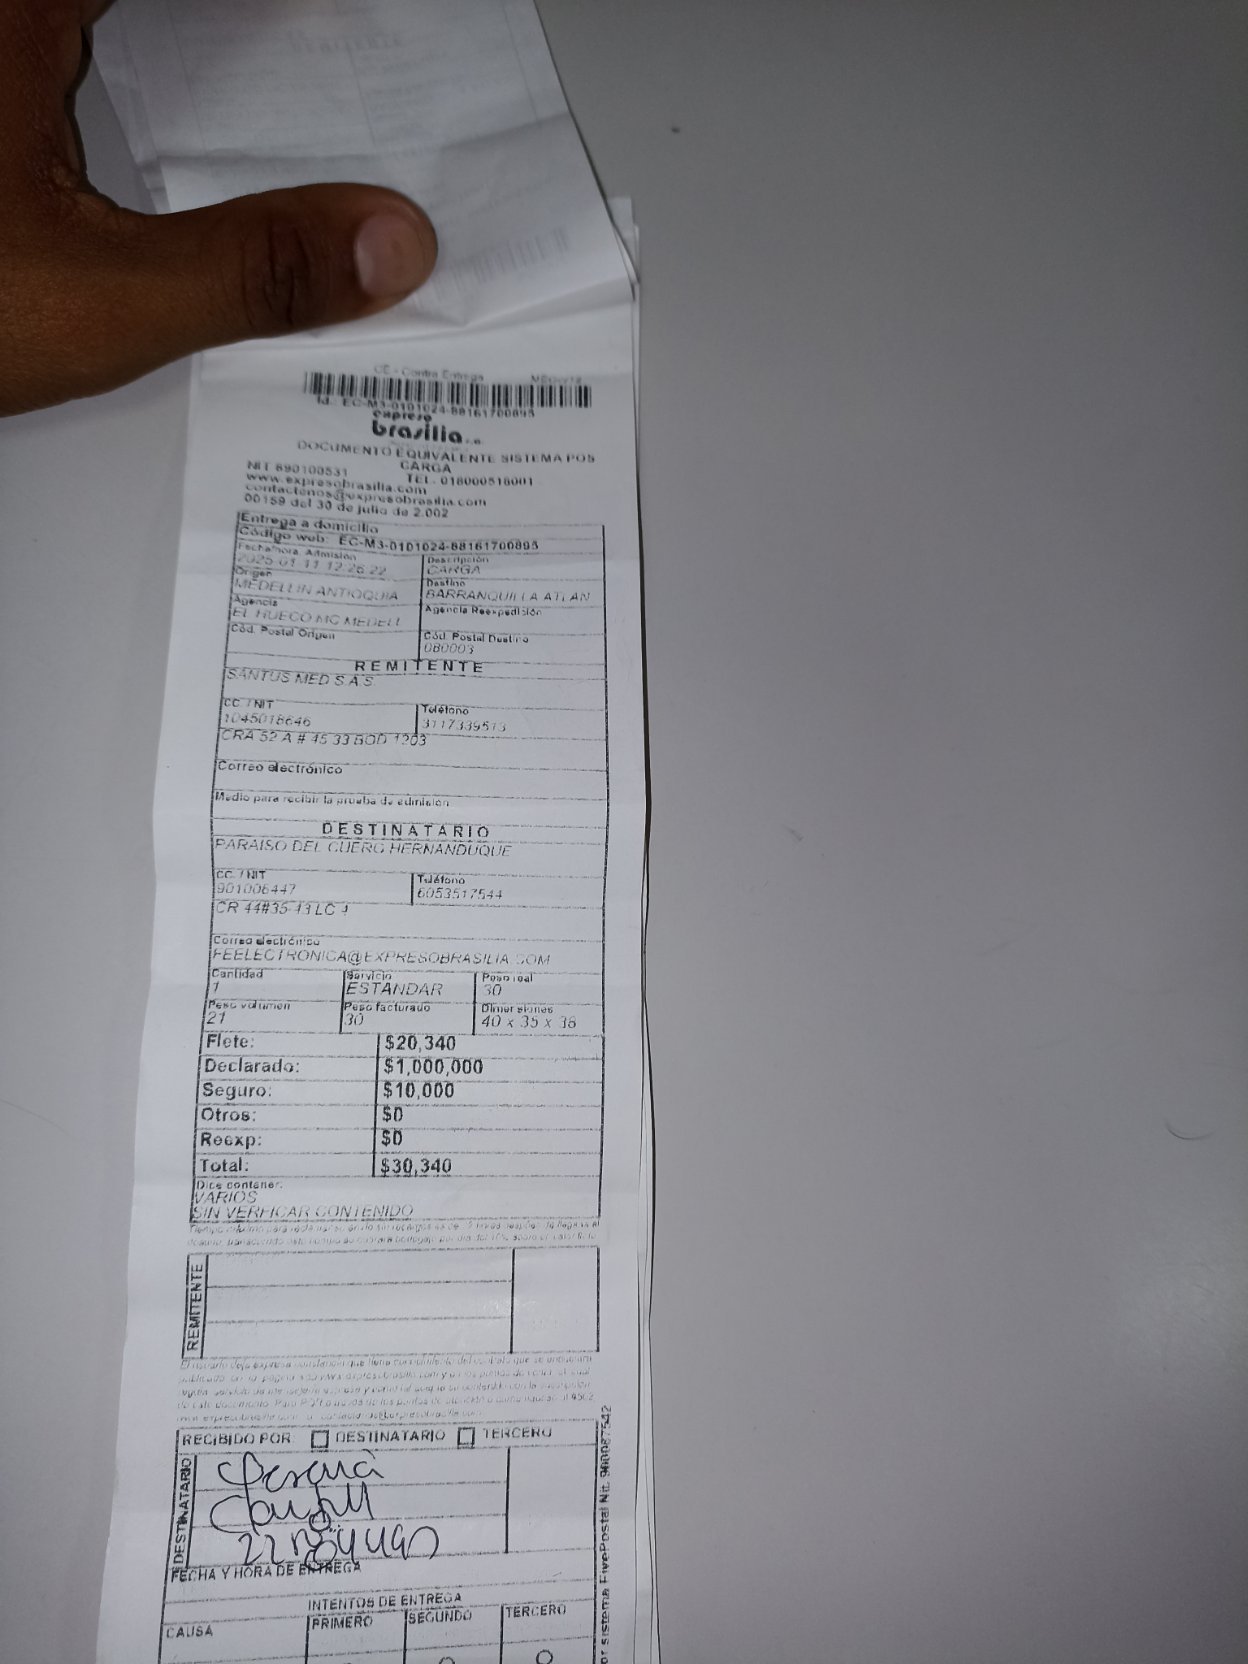 CE - Contra Entrega
Id.: EC-M3-0101024-88161700895
expreso
brasilia s.a.
DOCUMENTO EQUIVALENTE SISTEMA POS
CARGA
NIT 890100531 TEL. 018000518001
www.expresobrasilia.com
contactenos@expresobrasilia.com
00159 del 30 de julio de 2.002
Entrega a domicilio
Código web: EC-M3-0101024-88161700895
Fecha/hora. Admisión Descripción
2025-01-11 12:26:22 CARGA
Origen Destino
MEDELLIN ANTIOQUIA BARRANQUILLA ATLAN
Agencia Agencia Reexpedición
EL HUECO MC MEDELL
Cód. Postal Origen Cód. Postal Destino
080003
REMITENTE
SANTUS MED S.A.S
CC. / NIT Teléfono
1045018646 3117339513
CRA 52 A # 45 33 BOD 1203
Correo electrónico
Medio para recibir la prueba de admisión
DESTINATARIO
PARAISO DEL CUERO HERNANDUQUE
CC. / NIT Teléfono
901006447 6053517544
CR 44#35-43 LC 4
Correo electrónico
FEELECTRONICA@EXPRESOBRASILIA.COM
Cantidad Servicio Peso real
1 ESTANDAR 30
Peso volumen Peso facturado Dimensiones
21 30 40 x 35 x 38
Flete: $20,340
Declarado: $1,000,000
Seguro: $10,000
Otros: $0
Reexp: $0
Total: $30,340
Dice contener:
VARIOS
SIN VERFICAR CONTENIDO
REMITENTE
RECIBIDO POR DESTINATARIO TERCERO
DESTINATARIO
FECHA Y HORA DE ENTREGA
INTENTOS DE ENTREGA
CAUSA PRIMERO SEGUNDO TERCERO
sistema FivePostal Nit. 900087542